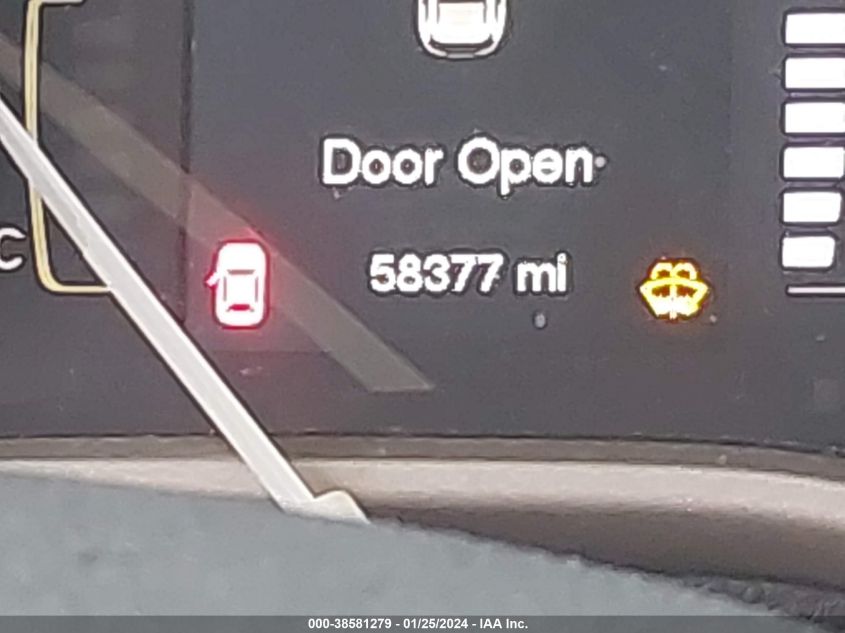 Door Open
C
58377 mi
000-38581279 - 01/25/2024 - IAA Inc.